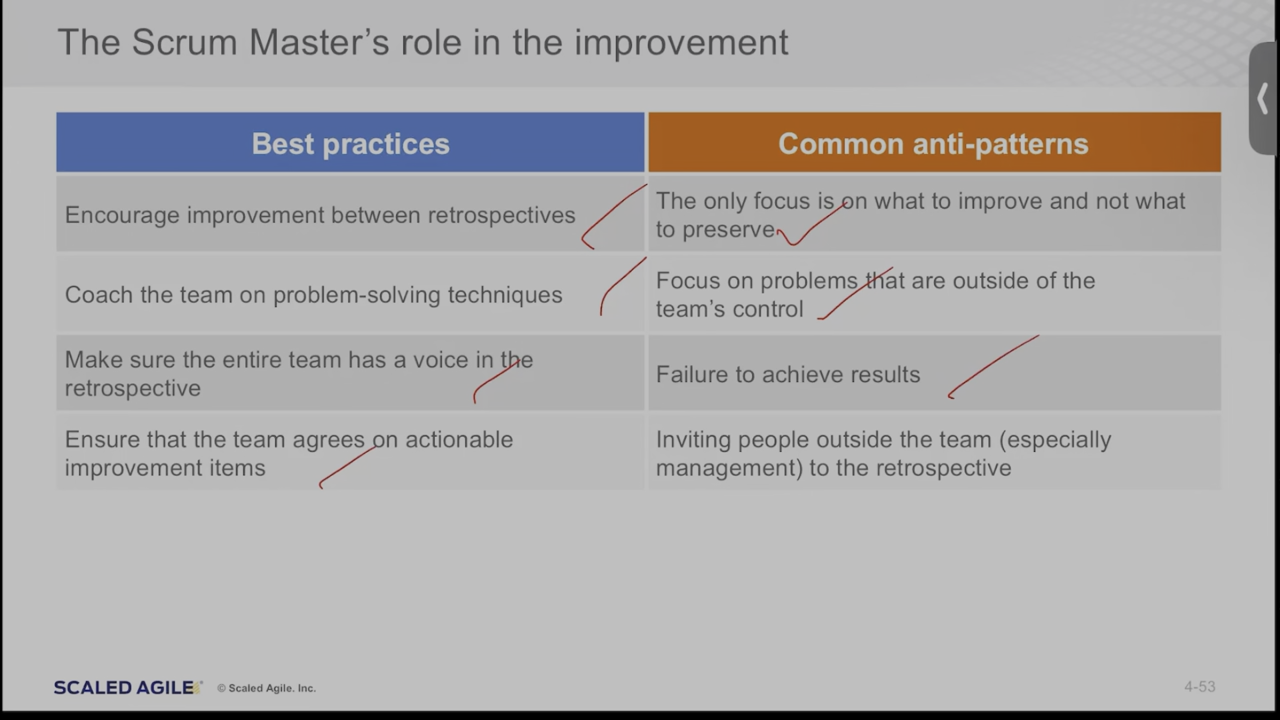 The Scrum Master’s role in the improvement
Best practices
Common anti-patterns
Encourage improvement between retrospectives
The only focus is on what to improve and not what
to preserve
Coach the team on problem-solving techniques
Focus on problems that are outside of the
team’s control
Make sure the entire team has a voice in the
retrospective
Failure to achieve results
Ensure that the team agrees on actionable
improvement items
Inviting people outside the team (especially
management) to the retrospective
SCALED AGILE
© Scaled Agile. Inc.
4-53